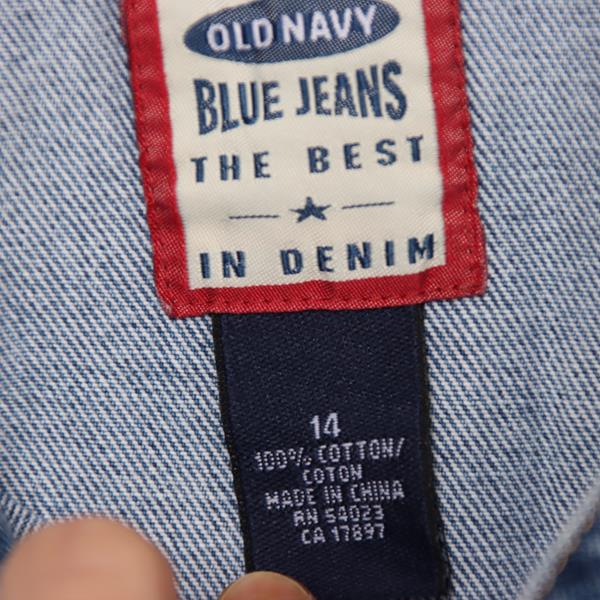 OLD NAVY
BLUE JEANS
THE BEST
IN DENIM
14
100% COTTON/
COTON
MADE IN CHINA
RN 54023
CA 17897